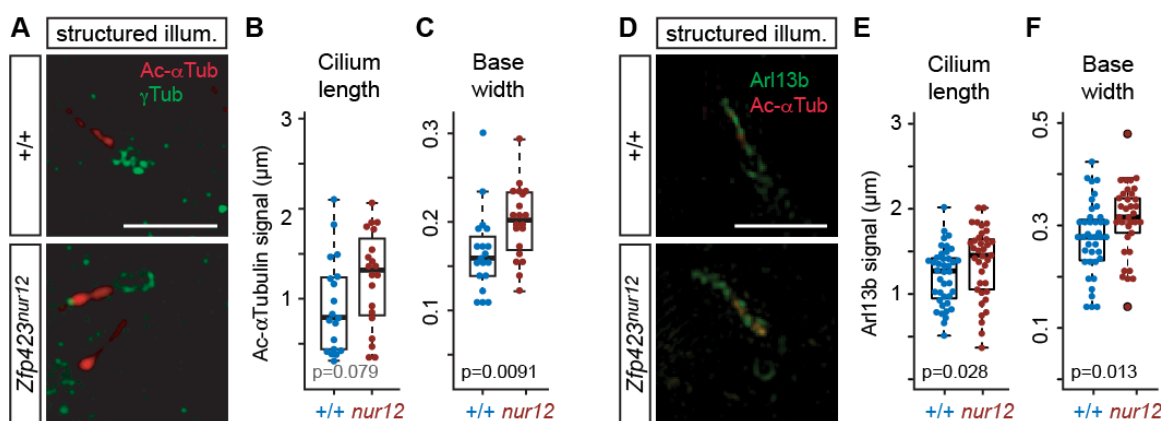 A
structured illum.
Ac-αTub
γTub
+/+
Zfp423nur12
B
Cilium
length
Ac-αTubulin signal (μm)
3
2
1
0
p=0.079
+/+ nur12
C
Base
width
0.3
0.2
0.1
p=0.0091
+/+ nur12
D
structured illum.
Arl13b
Ac-αTub
+/+
Zfp423nur12
E
Cilium
length
Arl13b signal (μm)
3
2
1
0
p=0.028
+/+ nur12
F
Base
width
0.5
0.3
0.1
p=0.013
+/+ nur12